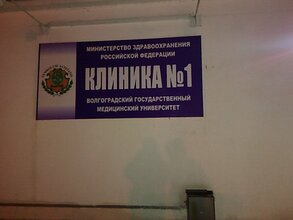 МИНИСТЕРСТВО ЗДРАВООХРАНЕНИЯ
РОССИЙСКОЙ ФЕДЕРАЦИИ
КЛИНИКА №1
ВОЛГОГРАДСКИЙ ГОСУДАРСТВЕННЫЙ
МЕДИЦИНСКИЙ УНИВЕРСИТЕТ